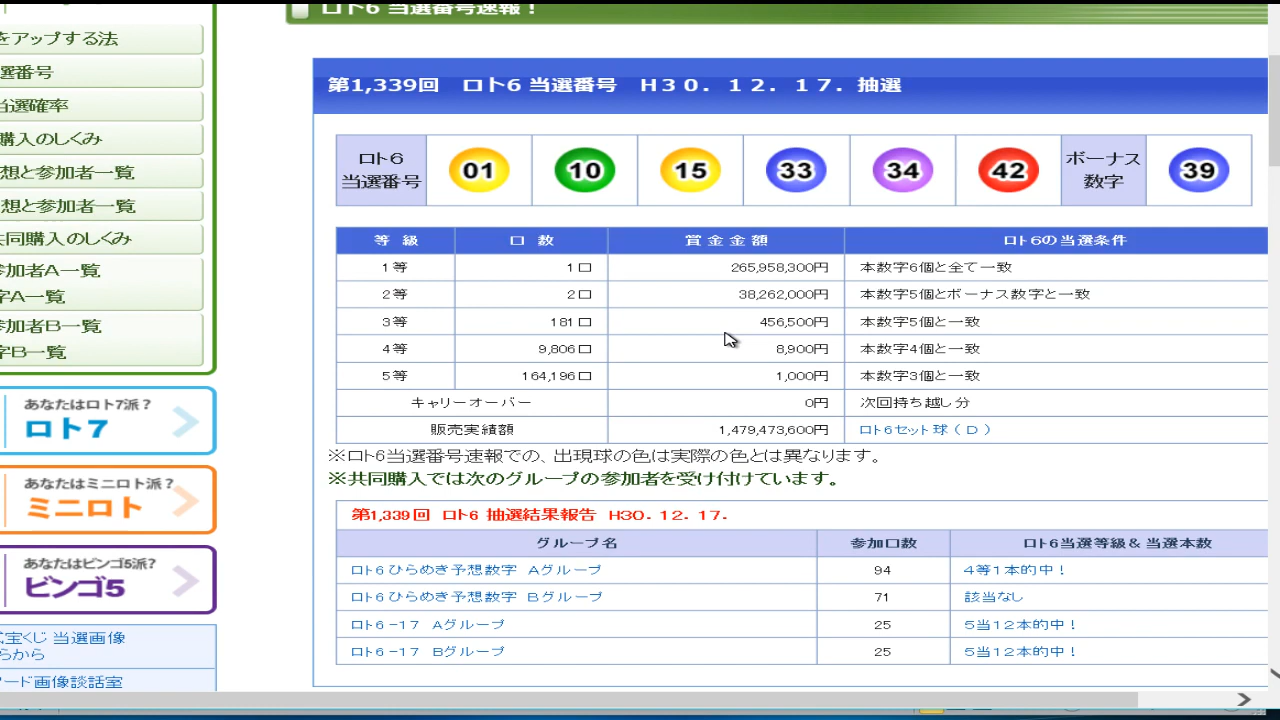 ロト6 当選番号速報！
をアップする法
選番号
当選確率
購入のしくみ
想と参加者一覧
想と参加者一覧
共同購入のしくみ
参加者A一覧
字A一覧
参加者B一覧
字B一覧
あなたはロト7派？
ロト7
あなたはミニロト派？
ミニロト
あなたはビンゴ5派？
ビンゴ5
宝くじ 当選画像
らから
ード画像談話室
第1,339回 ロト6 当選番号 H３０．１２．１７．抽選
ロト6 当選番号 01 10 15 33 34 42 ボーナス数字 39
等 級 口 数 賞金金額 ロト6の当選条件
１等 1口 265,958,300円 本数字6個と全て一致
２等 2口 38,262,000円 本数字5個とボーナス数字と一致
３等 181口 456,500円 本数字5個と一致
４等 9,806口 8,900円 本数字4個と一致
５等 164,196口 1,000円 本数字3個と一致
キャリーオーバー 0円 次回持ち越し分
販売実績額 1,479,473,600円 ロト6セット球（D）
※ロト6当選番号速報での、出現球の色は実際の色とは異なります。
※共同購入では次のグループの参加者を受け付けています。
第1,339回 ロト6 抽選結果報告 H30．12．17．
グループ名 参加口数 ロト6当選等級＆当選本数
ロト6ひらめき予想数字 Aグループ 94 ４等１本的中！
ロト6ひらめき予想数字 Bグループ 71 該当なし
ロト6−17 Aグループ 25 ５当１２本的中！
ロト6−17 Bグループ 25 ５当１２本的中！